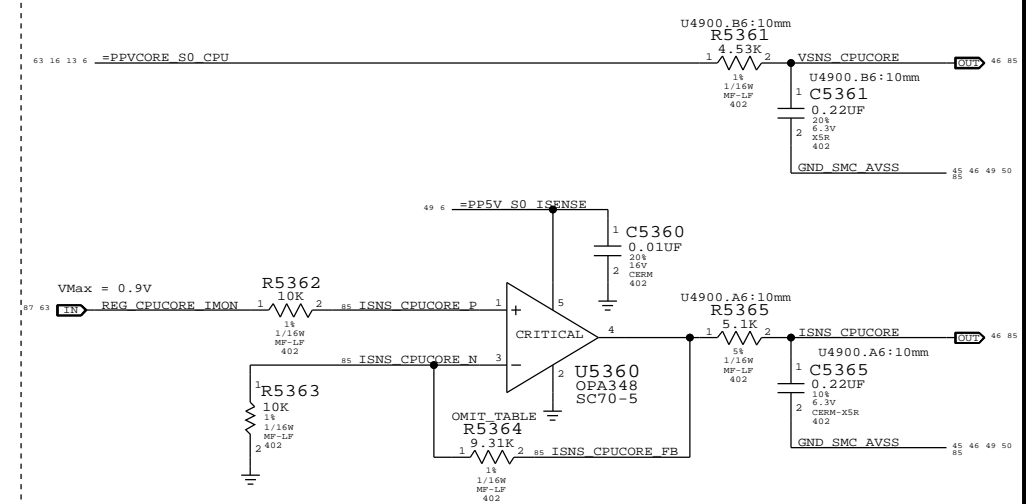 U4900.B6:10mm
R5361
4.53K
63 16 13 6 =PPVCORE_S0_CPU 1 2 VSNS_CPUCORE OUT 46 85
1%
1/16W
MF-LF
402
U4900.B6:10mm
1 C5361
0.22UF
20%
6.3V
2 X5R
402
GND_SMC_AVSS 45 46 49 50
85
49 6 =PP5V_S0_ISENSE
1 C5360
0.01UF
20%
16V
2 CERM
402
VMax = 0.9V
R5362
10K
87 63 IN REG_CPUCORE_IMON 1 2 85 ISNS_CPUCORE_P 1 +
1%
1/16W
MF-LF
402
5
CRITICAL 4
85 ISNS_CPUCORE_N 3 -
2 U5360
OPA348
SC70-5
U4900.A6:10mm
R5365
5.1K
1 2 ISNS_CPUCORE OUT 46 85
5%
1/16W
MF-LF
402
U4900.A6:10mm
1 C5365
0.22UF
10%
6.3V
2 CERM-X5R
402
GND_SMC_AVSS 45 46 49 50
85
1 R5363
10K
1%
1/16W
MF-LF
2 402
OMIT_TABLE
R5364
9.31K
1 2 85 ISNS_CPUCORE_FB
1%
1/16W
MF-LF
402